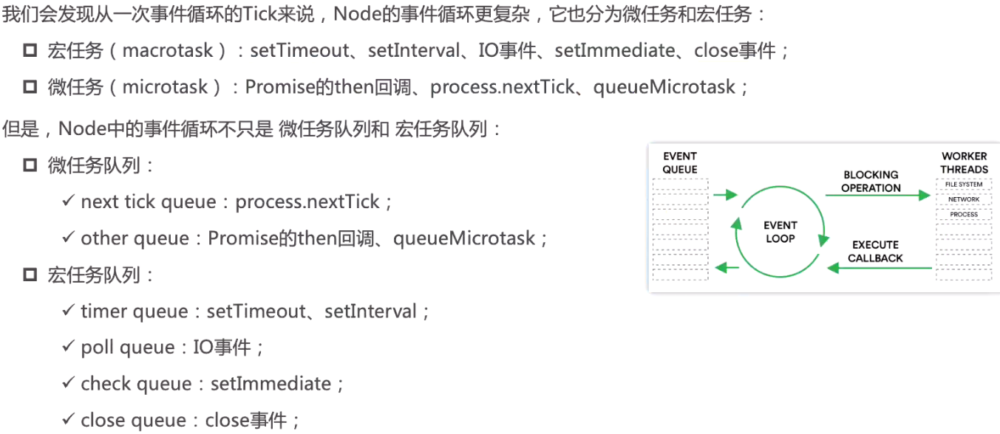 我们会发现从一次事件循环的Tick来说，Node的事件循环更复杂，它也分为微任务和宏任务：
宏任务（macrotask）：setTimeout、setInterval、IO事件、setImmediate、close事件；
微任务（microtask）：Promise的then回调、process.nextTick、queueMicrotask；
但是，Node中的事件循环不只是 微任务队列和 宏任务队列：
微任务队列：
✓ next tick queue：process.nextTick；
✓ other queue：Promise的then回调、queueMicrotask；
宏任务队列：
✓ timer queue：setTimeout、setInterval；
✓ poll queue：IO事件；
✓ check queue：setImmediate；
✓ close queue：close事件；
EVENT
QUEUE
EVENT
LOOP
BLOCKING
OPERATION
EXECUTE
CALLBACK
WORKER
THREADS
FILE SYSTEM
NETWORK
PROCESS